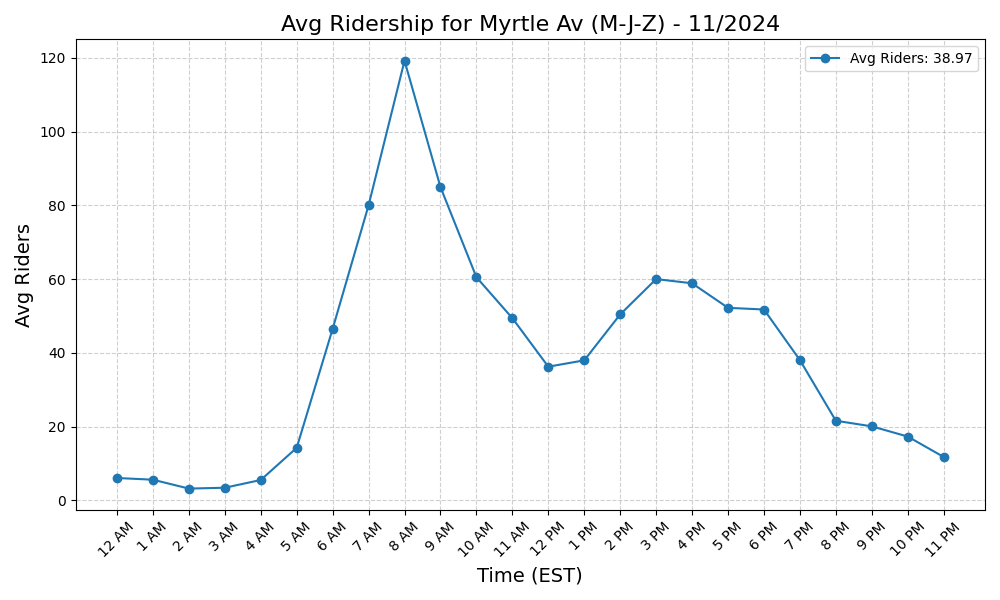 Avg Ridership for Myrtle Av (M-J-Z) - 11/2024
Avg Riders: 38.97
Avg Riders
120
100
80
60
40
20
0
12 AM
1 AM
2 AM
3 AM
4 AM
5 AM
6 AM
7 AM
8 AM
9 AM
10 AM
11 AM
12 PM
1 PM
2 PM
3 PM
4 PM
5 PM
6 PM
7 PM
8 PM
9 PM
10 PM
11 PM
Time (EST)